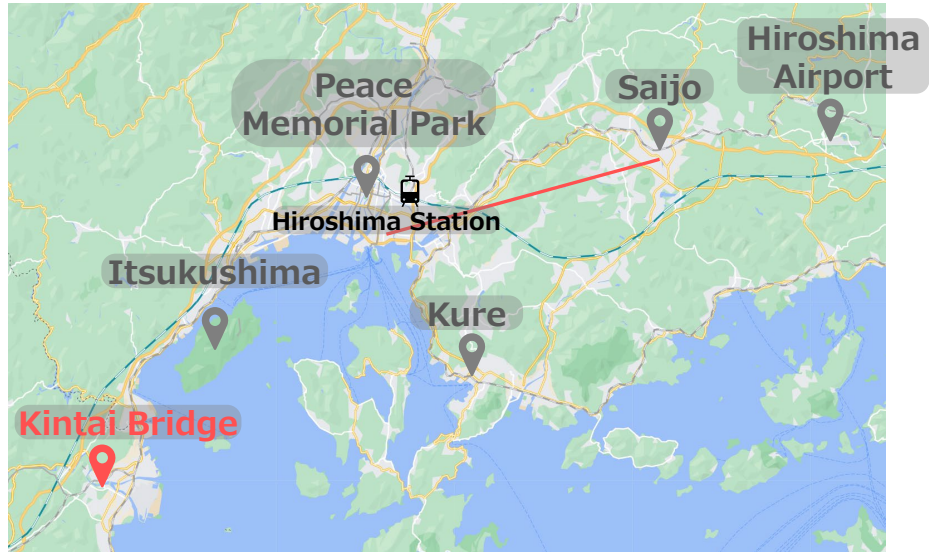 Hiroshima
Airport
Peace
Memorial Park
Saijo
Hiroshima Station
Itsukushima
Kure
Kintai Bridge